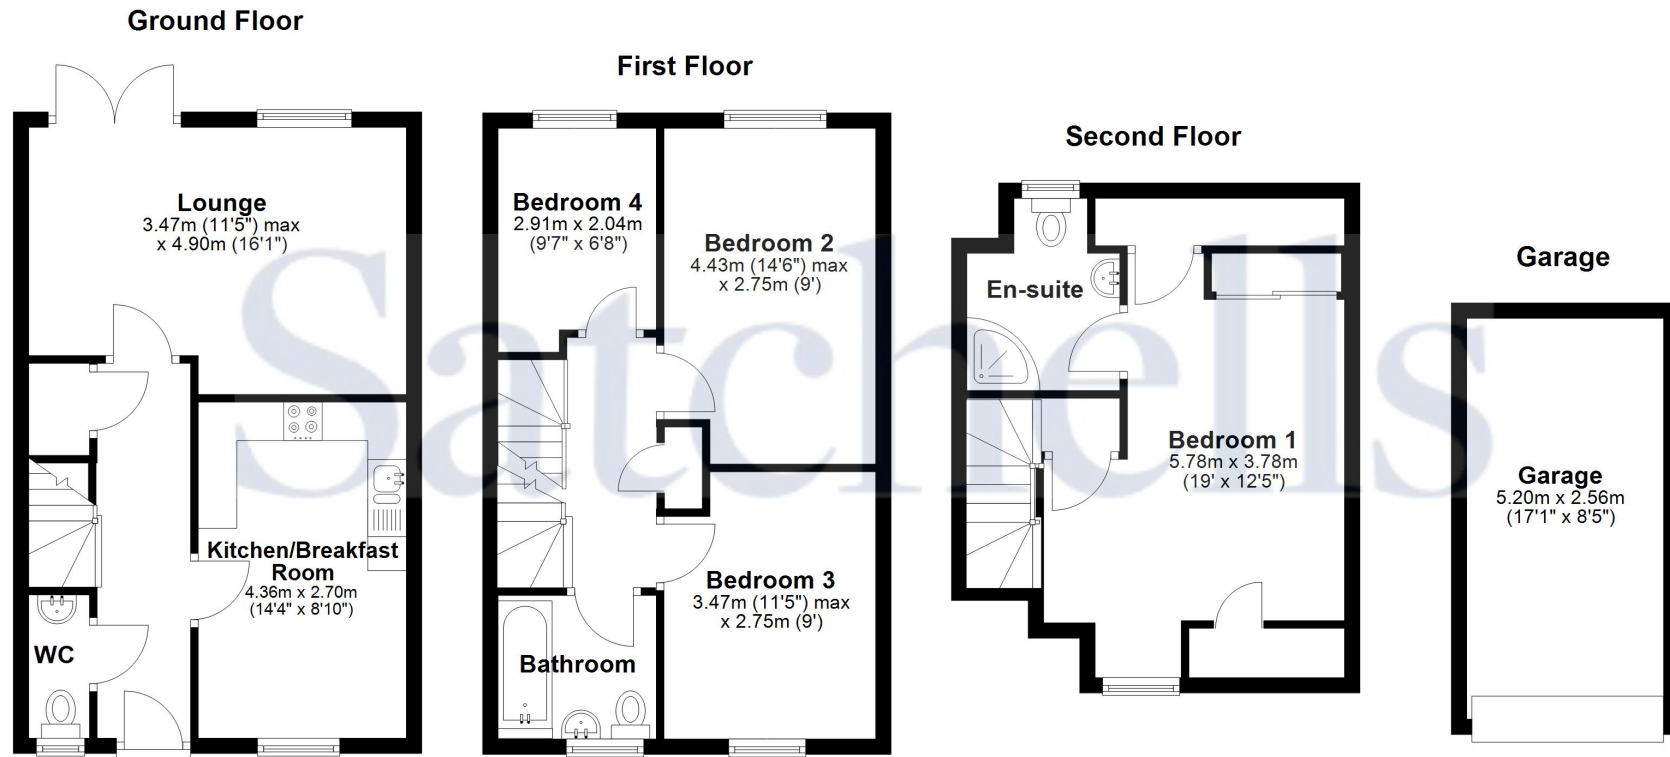 Ground Floor
Lounge
3.47m (11'5") max
x 4.90m (16'1")
Kitchen/Breakfast
Room
4.36m x 2.70m
(14'4" x 8'10")
WC
First Floor
Bedroom 4
2.91m x 2.04m
(9'7" x 6'8")
Bedroom 2
4.43m (14'6") max
x 2.75m (9')
Bedroom 3
3.47m (11'5") max
x 2.75m (9')
Bathroom
Second Floor
En-suite
Bedroom 1
5.78m x 3.78m
(19' x 12'5")
Garage
Garage
5.20m x 2.56m
(17'1" x 8'5")
Satchells